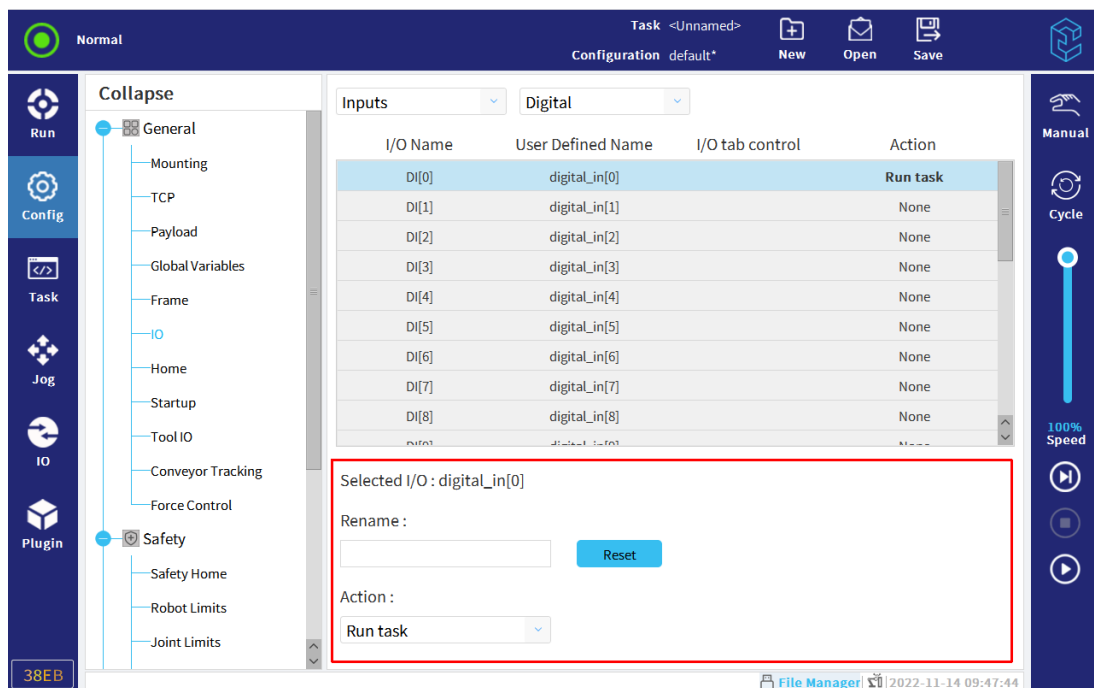 Normal
Task <Unnamed>
Configuration default*
New
Open
Save
Run
Config
Task
Jog
IO
Plugin
38EB
Collapse
General
Mounting
TCP
Payload
Global Variables
Frame
IO
Home
Startup
Tool IO
Conveyor Tracking
Force Control
Safety
Safety Home
Robot Limits
Joint Limits
Inputs Digital
I/O Name User Defined Name I/O tab control Action
DI[0] digital_in[0] Run task
DI[1] digital_in[1] None
DI[2] digital_in[2] None
DI[3] digital_in[3] None
DI[4] digital_in[4] None
DI[5] digital_in[5] None
DI[6] digital_in[6] None
DI[7] digital_in[7] None
DI[8] digital_in[8] None
DI[9] digital_in[9] None
Selected I/O : digital_in[0]
Rename :
Reset
Action :
Run task
Manual
Cycle
100%
Speed
File Manager 2022-11-14 09:47:44